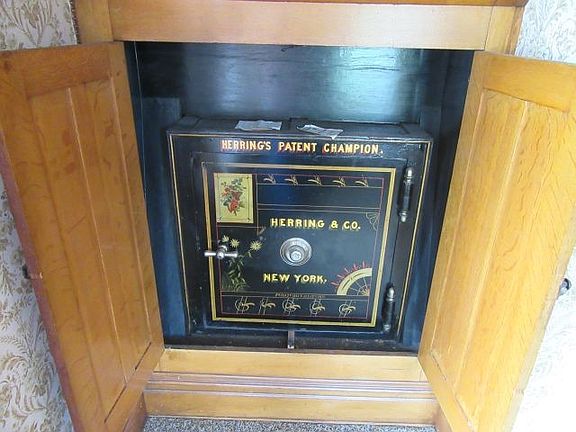 HERRING'S PATENT CHAMPION.
HERRING & CO.
NEW YORK,